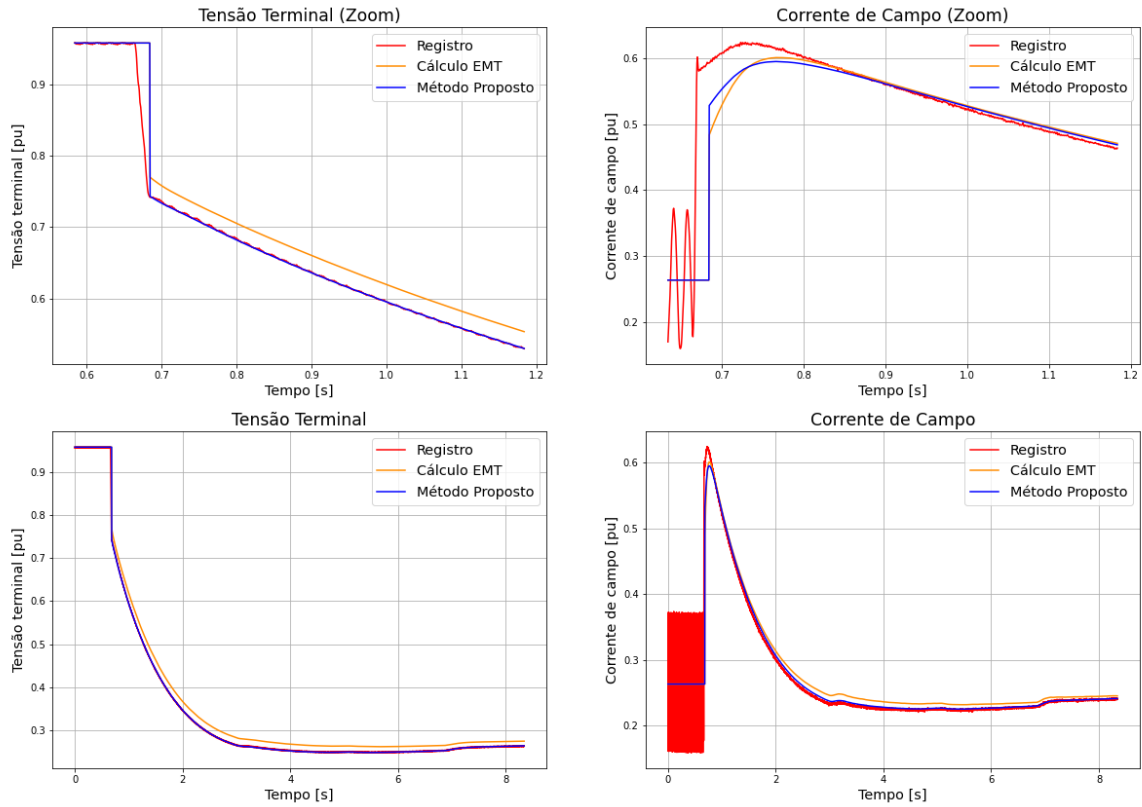 Tensão Terminal (Zoom)
Registro
Cálculo EMT
Método Proposto
Tensão terminal [pu]
0.9
0.8
0.7
0.6
0.6 0.7 0.8 0.9 1.0 1.1 1.2
Tempo [s]
Corrente de Campo (Zoom)
Registro
Cálculo EMT
Método Proposto
Corrente de campo [pu]
0.6
0.5
0.4
0.3
0.2
0.7 0.8 0.9 1.0 1.1 1.2
Tempo [s]
Tensão Terminal
Registro
Cálculo EMT
Método Proposto
Tensão terminal [pu]
0.9
0.8
0.7
0.6
0.5
0.4
0.3
0 2 4 6 8
Tempo [s]
Corrente de Campo
Registro
Cálculo EMT
Método Proposto
Corrente de campo [pu]
0.6
0.5
0.4
0.3
0.2
0 2 4 6 8
Tempo [s]